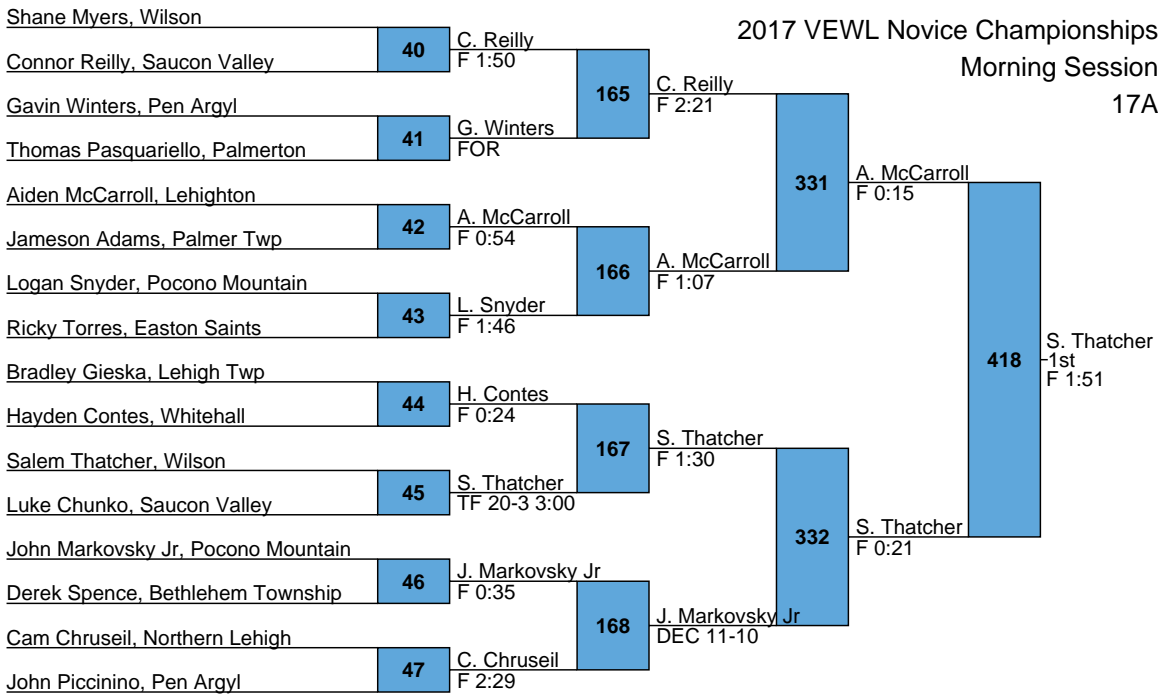 2017 VEWL Novice Championships
Morning Session
17A
Shane Myers, Wilson
Connor Reilly, Saucon Valley
Gavin Winters, Pen Argyl
Thomas Pasquariello, Palmerton
Aiden McCarroll, Lehighton
Jameson Adams, Palmer Twp
Logan Snyder, Pocono Mountain
Ricky Torres, Easton Saints
Bradley Gieska, Lehigh Twp
Hayden Contes, Whitehall
Salem Thatcher, Wilson
Luke Chunko, Saucon Valley
John Markovsky Jr, Pocono Mountain
Derek Spence, Bethlehem Township
Cam Chruseil, Northern Lehigh
John Piccinino, Pen Argyl
40
41
42
43
44
45
46
47
C. Reilly
F 1:50
G. Winters
FOR
A. McCarroll
F 0:54
L. Snyder
F 1:46
H. Contes
F 0:24
S. Thatcher
TF 20-3 3:00
J. Markovsky Jr
F 0:35
C. Chruseil
F 2:29
165
166
167
168
C. Reilly
F 2:21
A. McCarroll
F 1:07
S. Thatcher
F 1:30
J. Markovsky Jr
DEC 11-10
331
332
A. McCarroll
F 0:15
S. Thatcher
F 0:21
418
S. Thatcher
1st
F 1:51